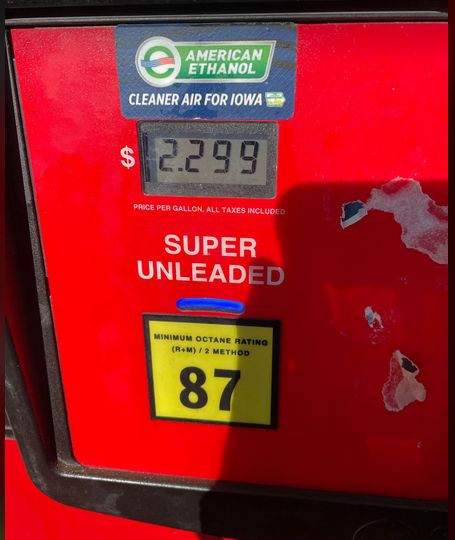 AMERICAN
ETHANOL
CLEANER AIR FOR IOWA
$ 2.299
PRICE PER GALLON, ALL TAXES INCLUDED
SUPER
UNLEADED
MINIMUM OCTANE RATING
(R+M) / 2 METHOD
87